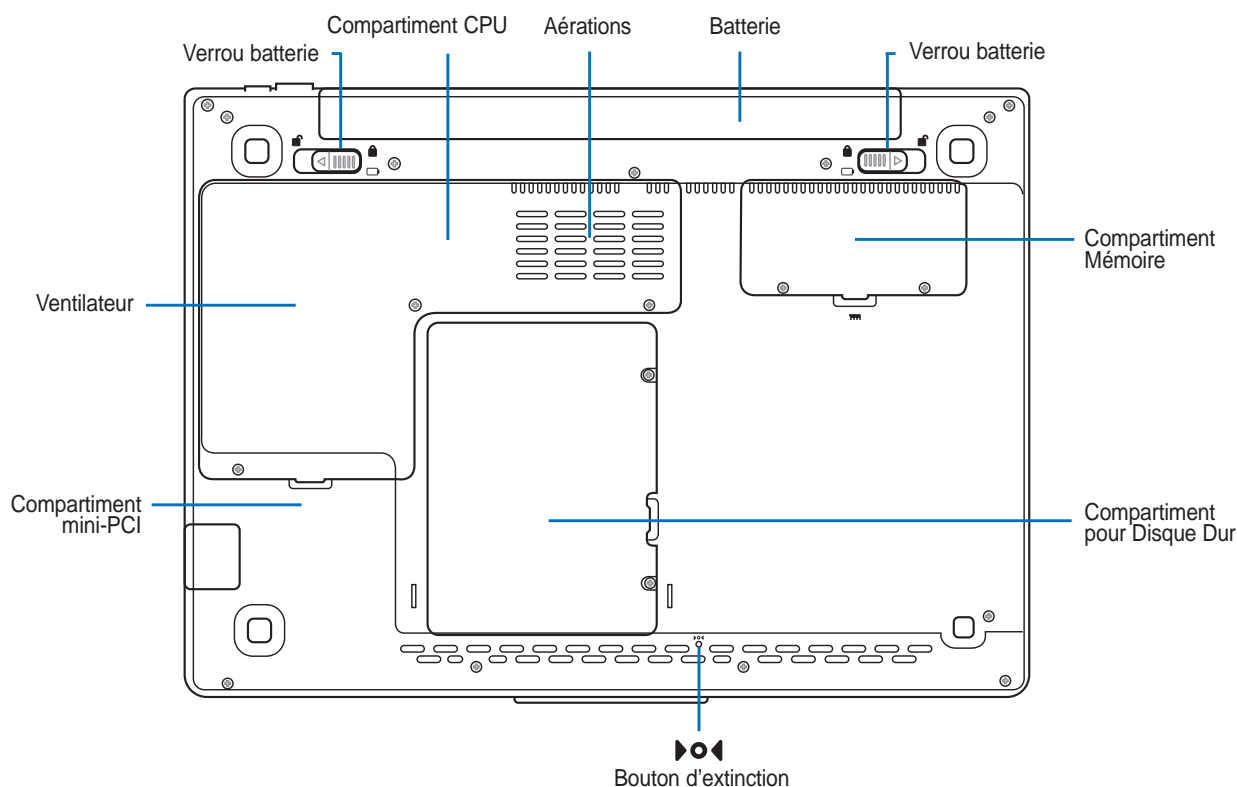 Compartiment CPU
Aérations
Batterie
Verrou batterie
Verrou batterie
Compartiment
Mémoire
Ventilateur
Compartiment
mini-PCI
Compartiment
pour Disque Dur
Bouton d'extinction